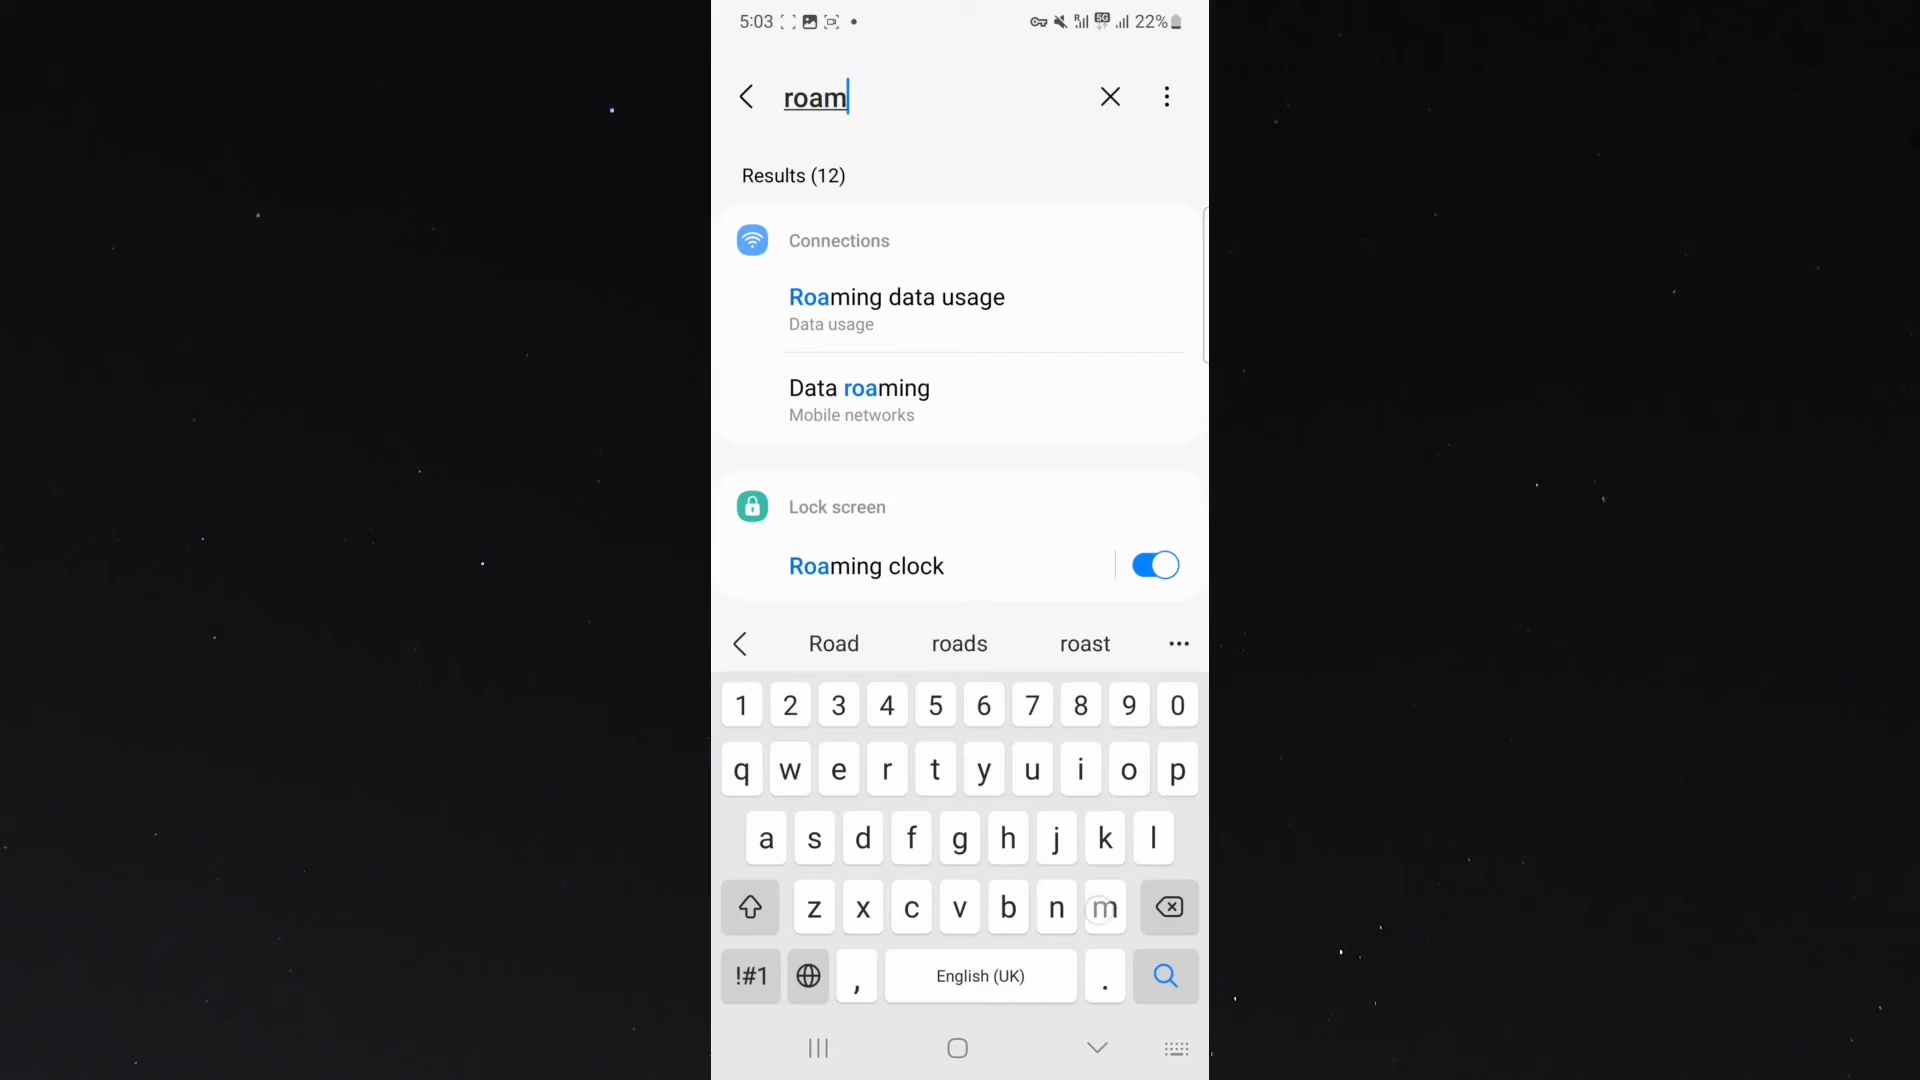 5:03 5G 22%
roam
Results (12)
Connections
Roaming data usage
Data usage
Data roaming
Mobile networks
Lock screen
Roaming clock
Road roads roast
1 2 3 4 5 6 7 8 9 0
q w e r t y u i o p
a s d f g h j k l
z x c v b n m
!#1 , English (UK) .